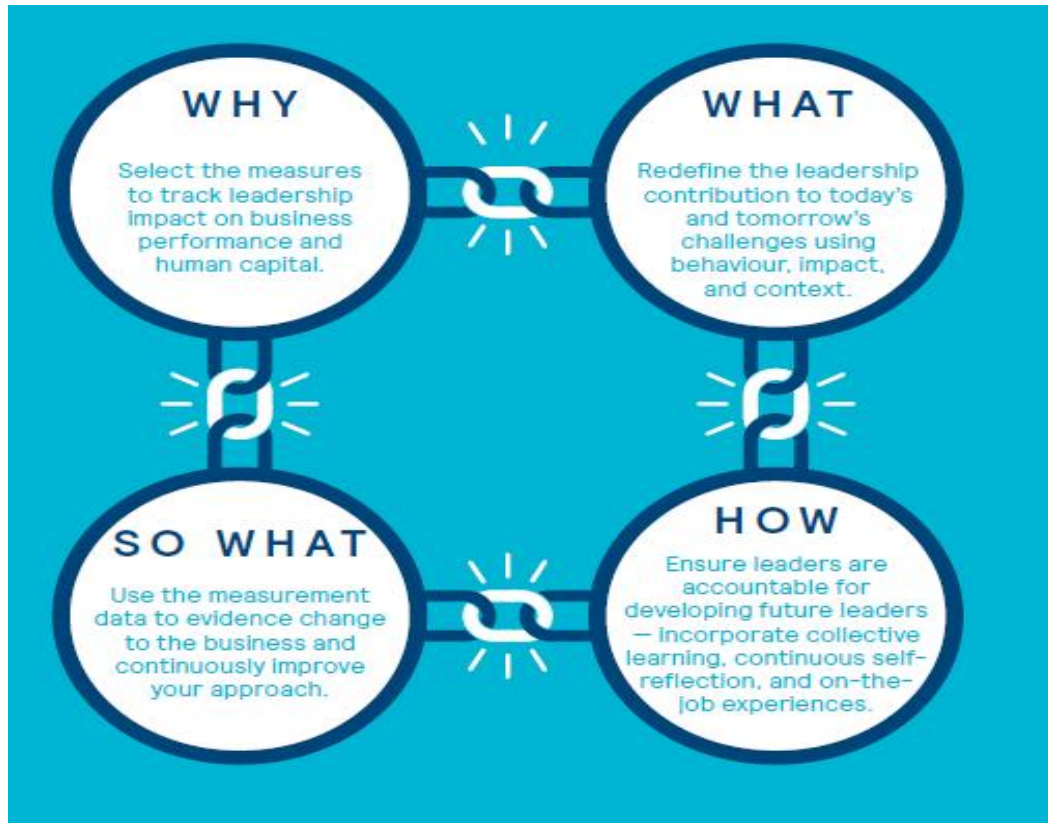 WHY
Select the measures
to track leadership
impact on business
performance and
human capital.
WHAT
Redefine the leadership
contribution to today's
and tomorrow's
challenges using
behaviour, impact,
and context.
SO WHAT
Use the measurement
data to evidence change
to the business and
continuously improve
your approach.
HOW
Ensure leaders are
accountable for
developing future leaders
— incorporate collective
learning, continuous self-
reflection, and on-the-
job experiences.